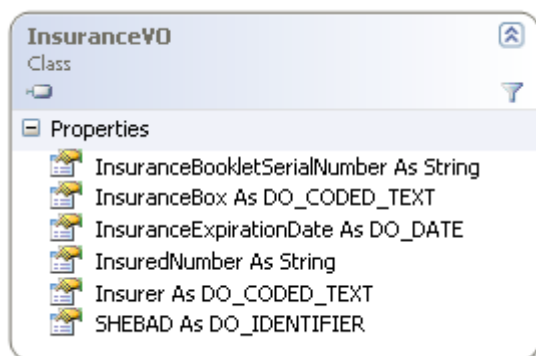 InsuranceVO
Class
Properties
InsuranceBookletSerialNumber As String
InsuranceBox As DO_CODED_TEXT
InsuranceExpirationDate As DO_DATE
InsuredNumber As String
Insurer As DO_CODED_TEXT
SHEBAD As DO_IDENTIFIER